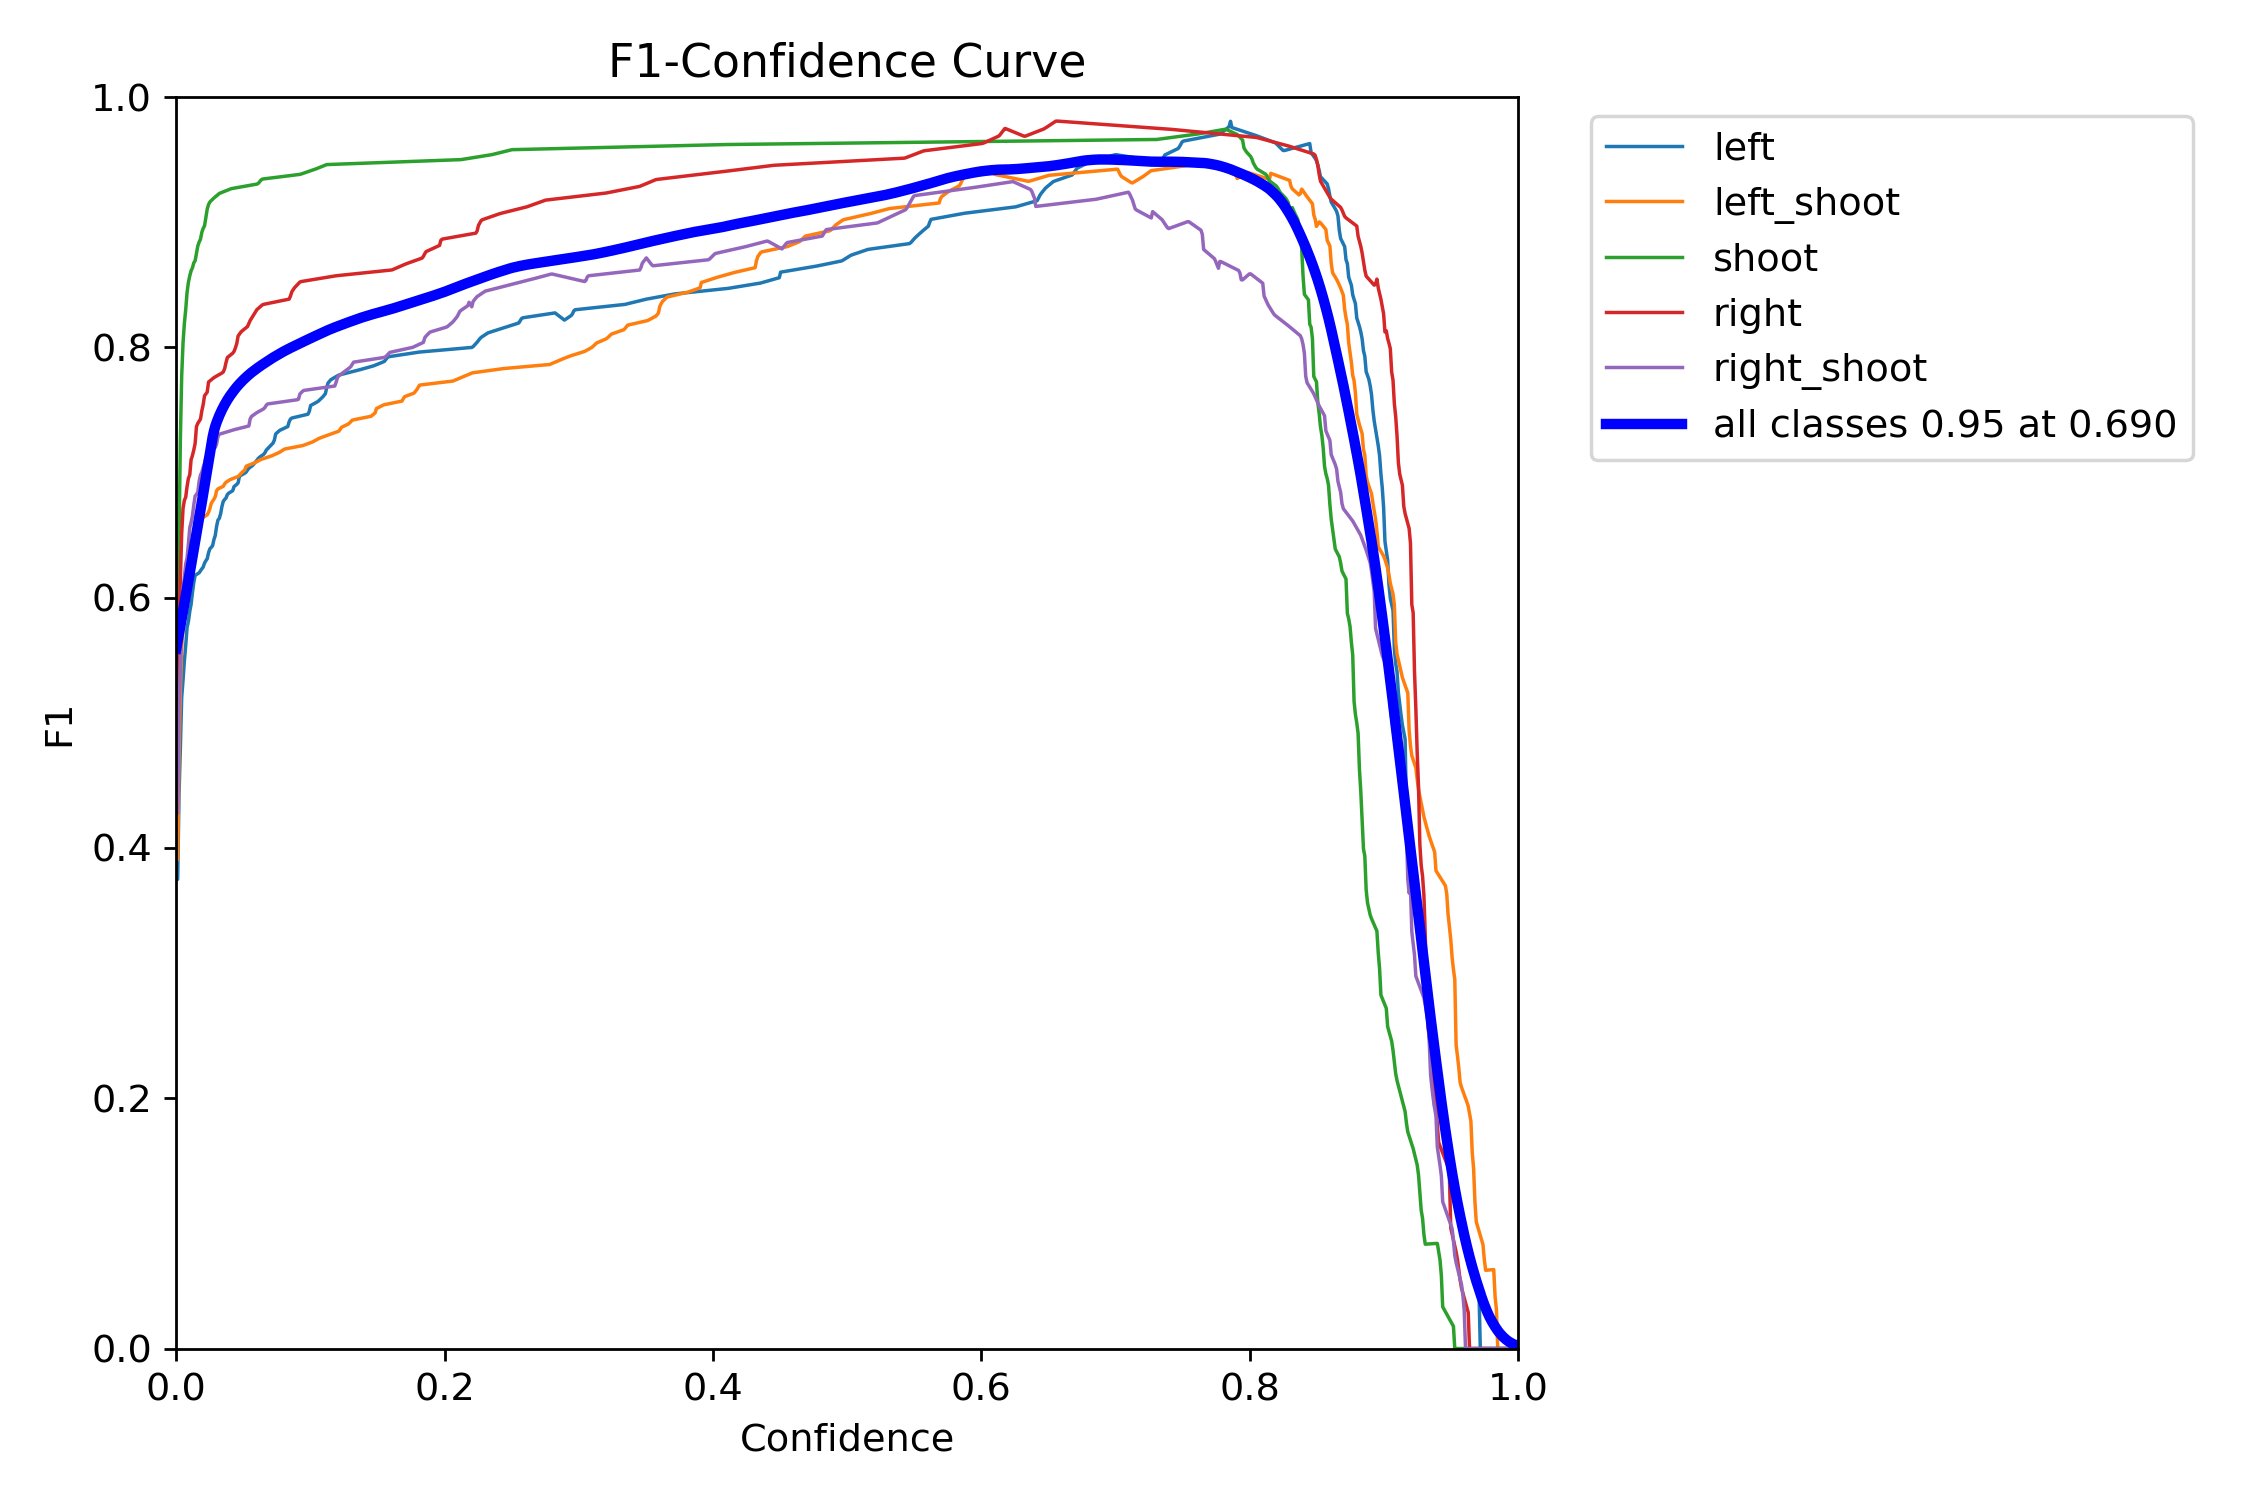 F1-Confidence Curve
1.0
0.8
0.6
0.4
0.2
0.0
F1
0.0 0.2 0.4 0.6 0.8 1.0
Confidence
left
left_shoot
shoot
right
right_shoot
all classes 0.95 at 0.690